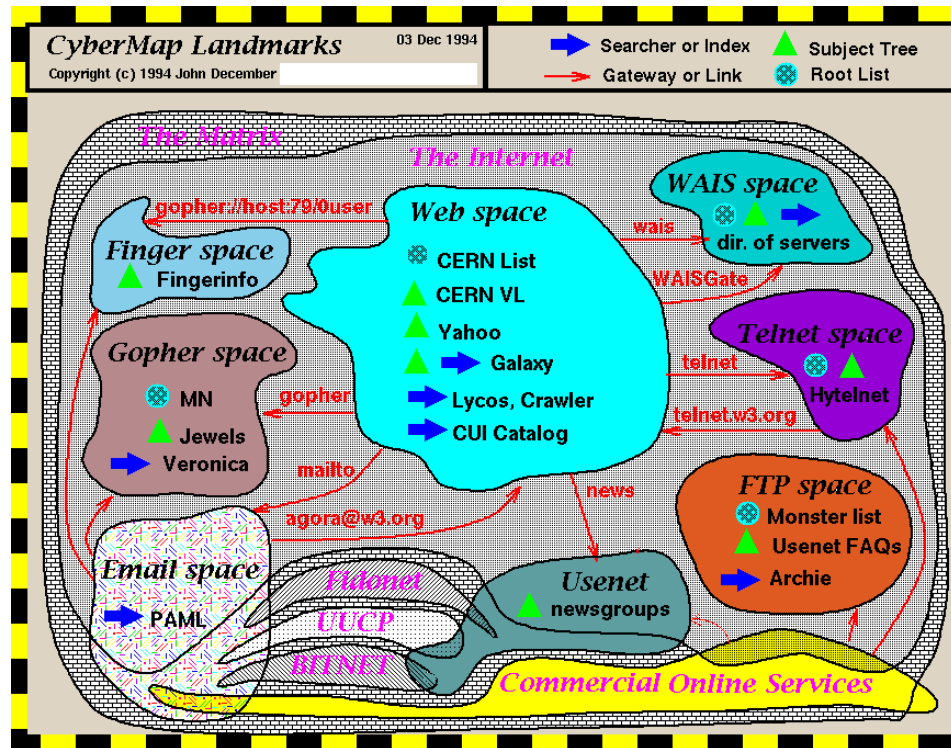 CyberMap Landmarks
03 Dec 1994
Copyright (c) 1994 John December
Searcher or Index
Subject Tree
Gateway or Link
Root List
The Matrix
The Internet
gopher://host:79/0user
Finger space
Fingerinfo
Web space
CERN List
CERN VL
Yahoo
Galaxy
Lycos, Crawler
CUI Catalog
wais
WAISGate
WAIS space
dir. of servers
telnet
telnet.w3.org
Telnet space
Hytelnet
Gopher space
MN
Jewels
Veronica
gopher
mailto
agora@w3.org
news
FTP space
Monster list
Usenet FAQs
Archie
Email space
PAML
Fidonet
UUCP
BITNET
Usenet
newsgroups
Commercial Online Services